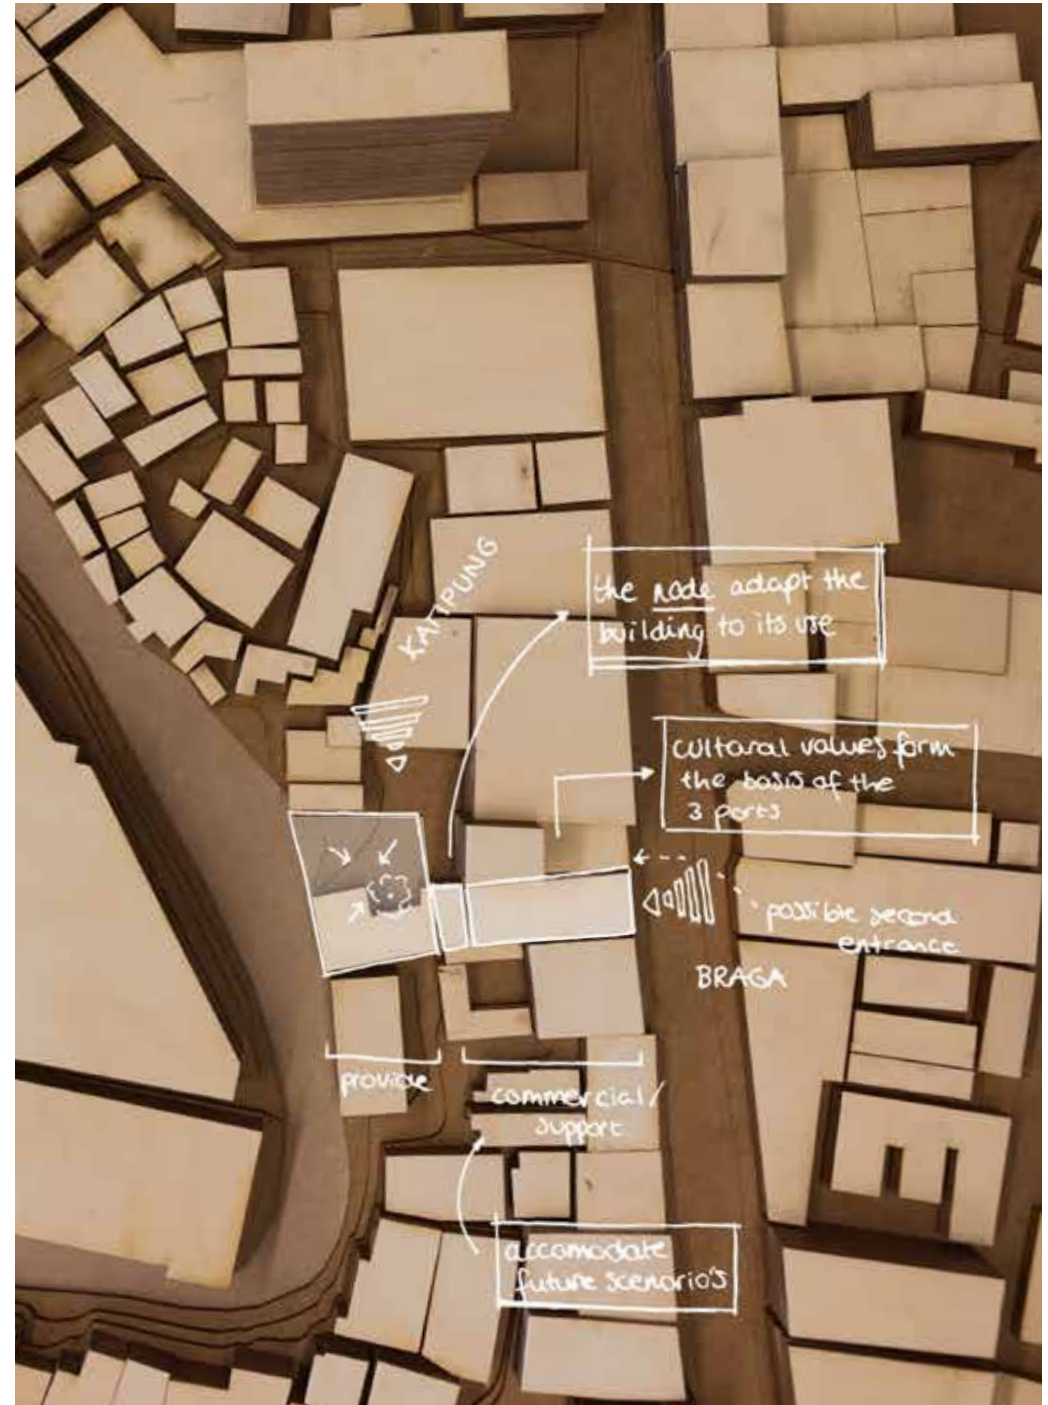 KATIPUNG
the node adapt the
building to its use
cultural values form
the basis of the
3 parts
possible second
entrance
BRAGA
provide
commercial/
support
accomodate
future scenario's